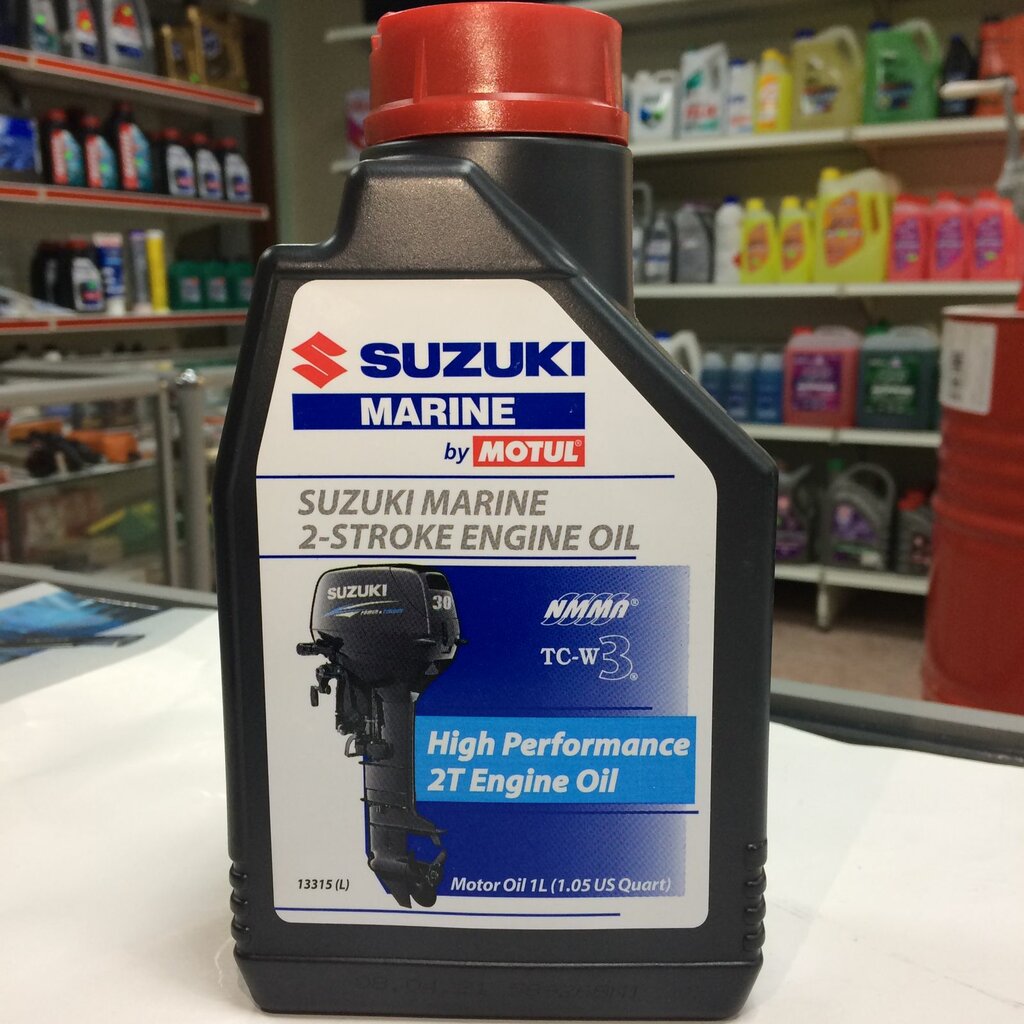 SUZUKI
MARINE
by MOTUL®
SUZUKI MARINE
2-STROKE ENGINE OIL
SUZUKI
30
NMMA®
TC-W3®
High Performance
2T Engine Oil
13315 (L)
Motor Oil 1L (1.05 US Quart)